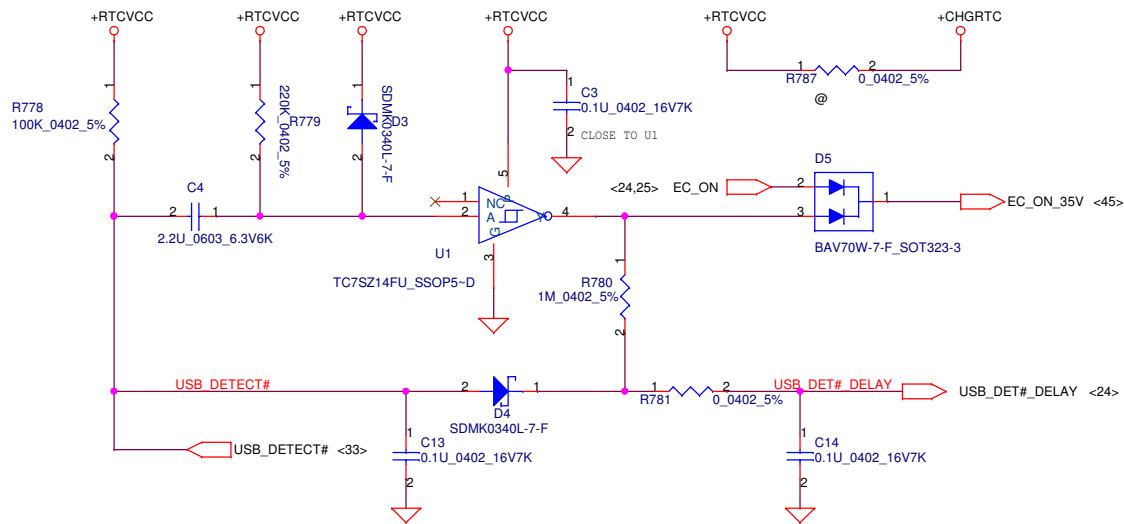 +RTCVCC
+RTCVCC
+RTCVCC
+RTCVCC
+RTCVCC
+CHGRTC
1
R778
100K_0402_5%
2
1
220K_0402_5%
R779
2
1
SDMK0340L-7-F
D3
2
1
C3
0.1U_0402_16V7K
2
CLOSE TO U1
1
2
R787
0_0402_5%
@
C4
2
1
2.2U_0603_6.3V6K
5
P
1
NC
2
A
Y
4
G
3
U1
TC7SZ14FU_SSOP5~D
<24,25>
EC_ON
D5
2
3
1
BAV70W-7-F_SOT323-3
EC_ON_35V
<45>
1
R780
1M_0402_5%
2
USB_DETECT#
2
1
D4
SDMK0340L-7-F
1
2
R781
0_0402_5%
USB_DET#_DELAY
USB_DET#_DELAY
<24>
USB_DETECT#
<33>
1
C13
0.1U_0402_16V7K
2
1
C14
0.1U_0402_16V7K
2